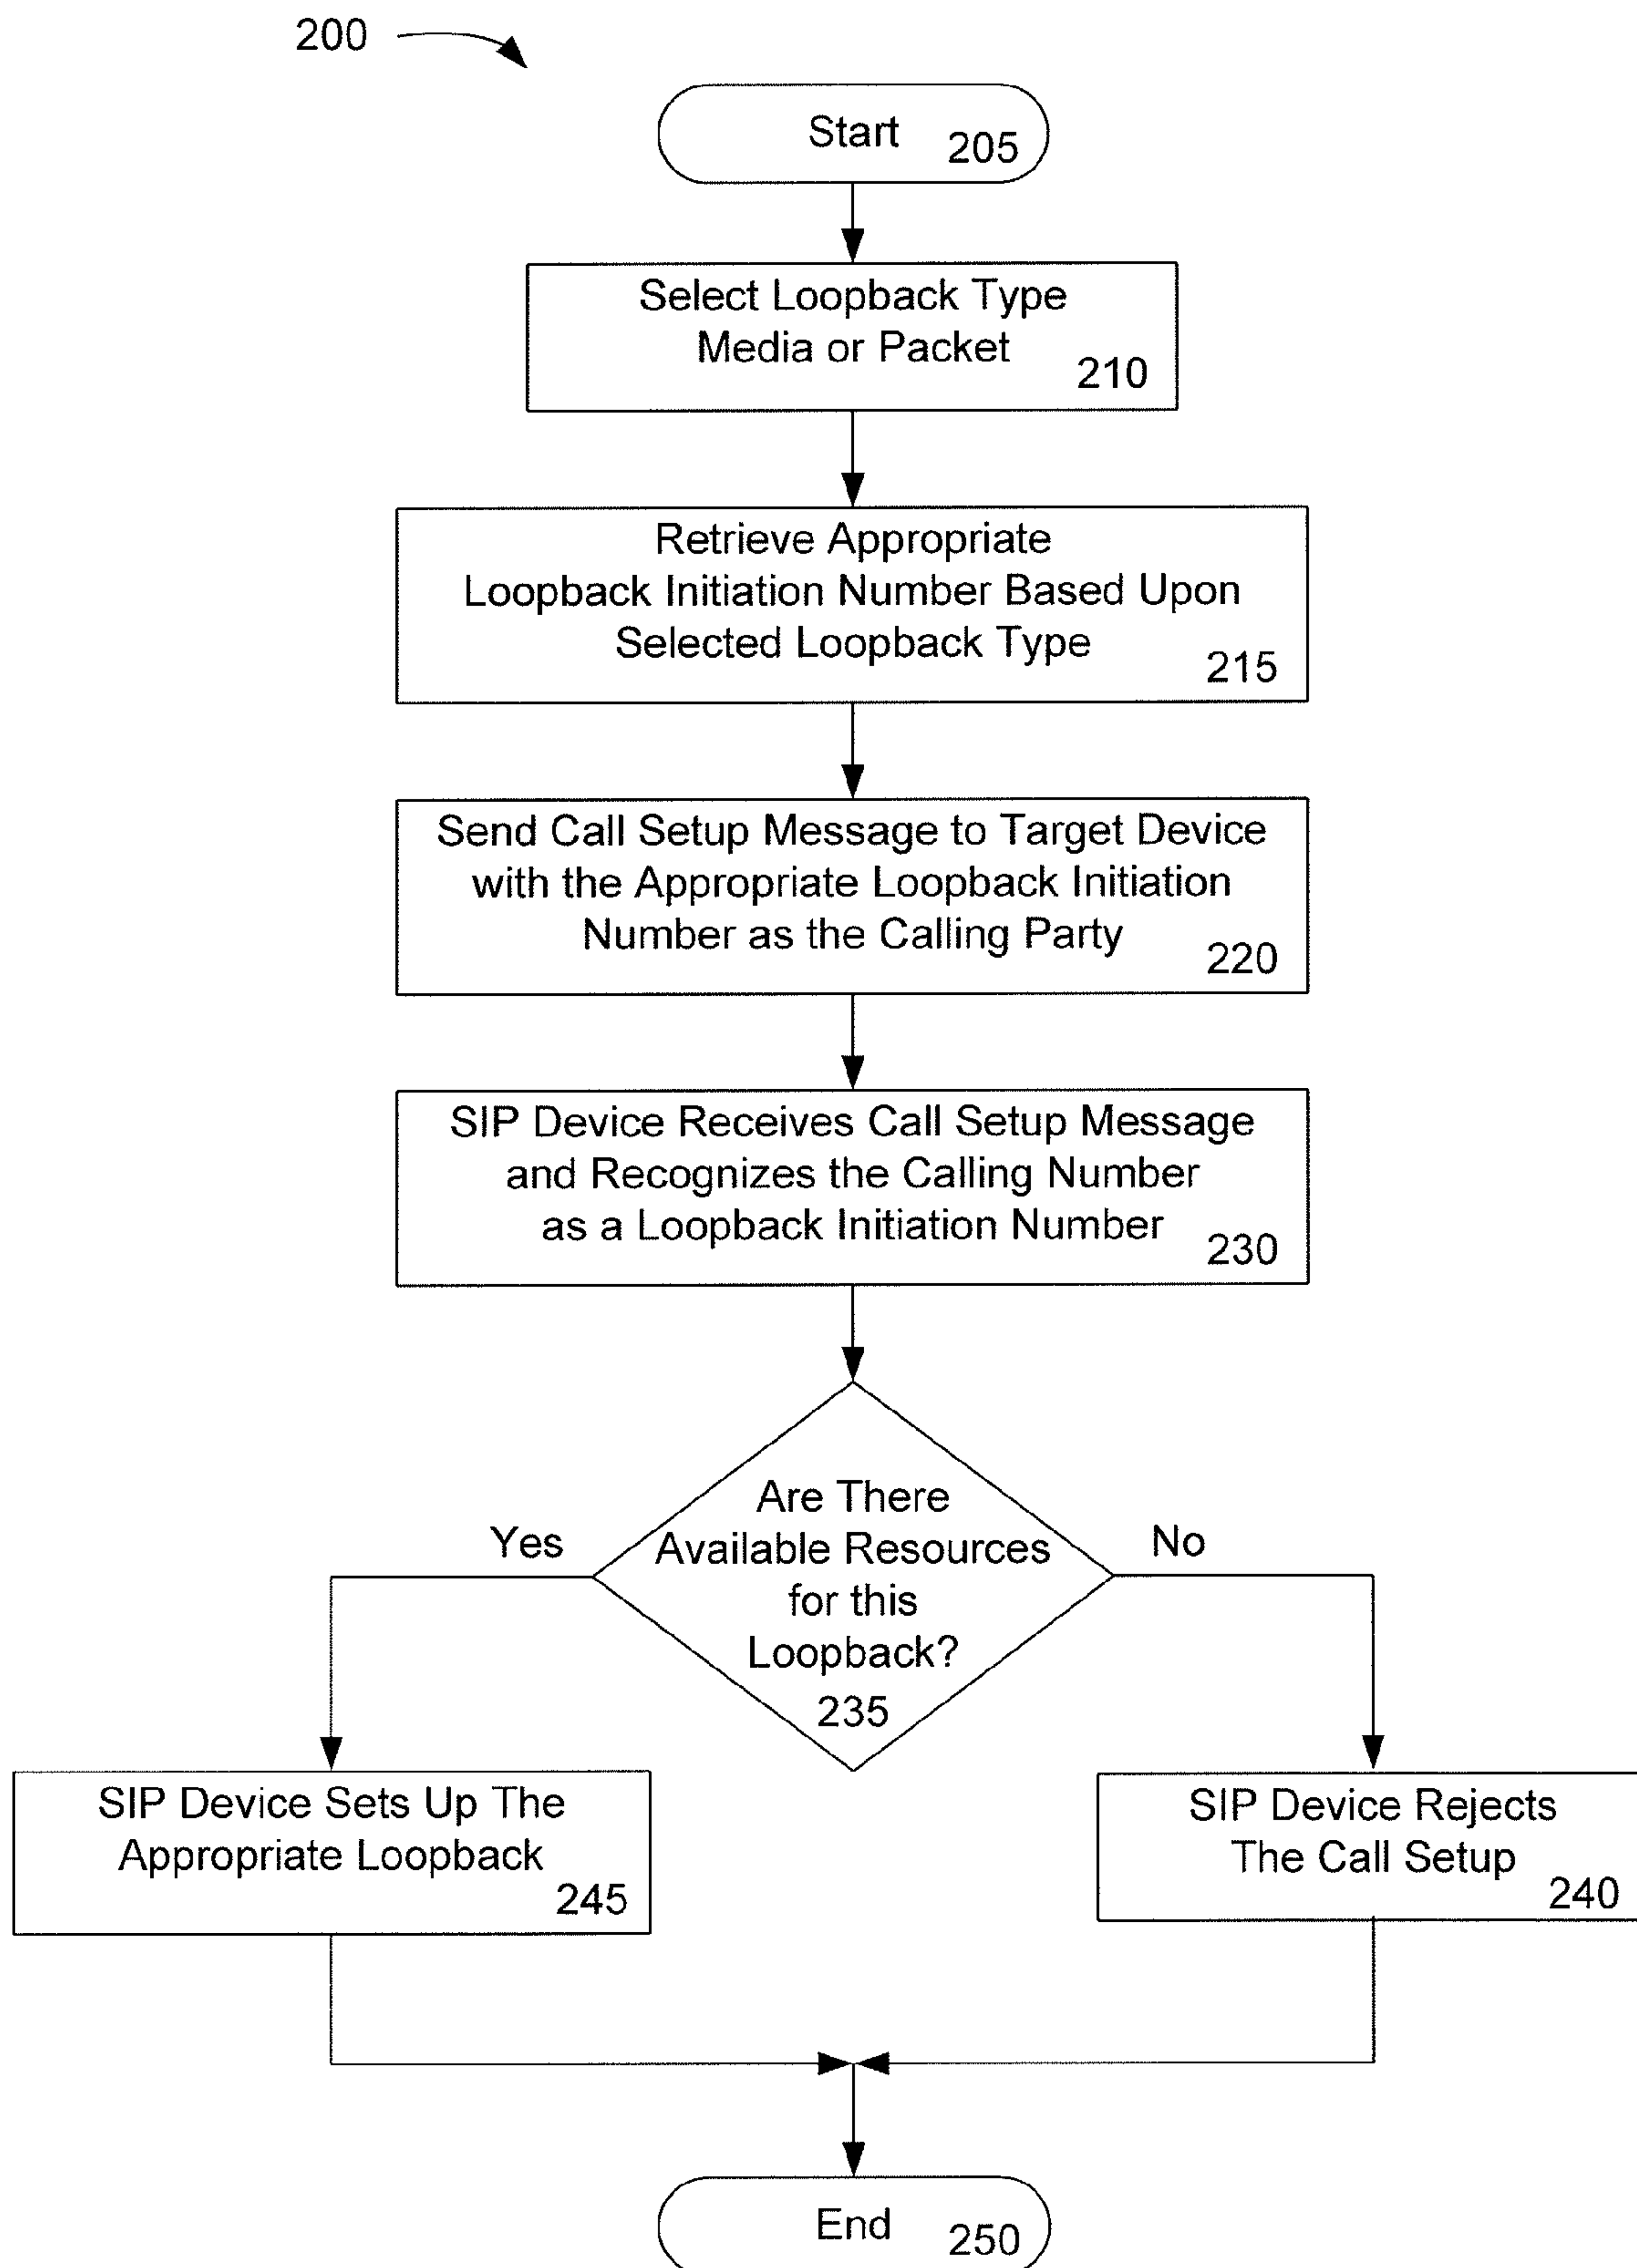 200
Start 205
Select Loopback Type
Media or Packet
210
Retrieve Appropriate
Loopback Initiation Number Based Upon
Selected Loopback Type
215
Send Call Setup Message to Target Device
with the Appropriate Loopback Initiation
Number as the Calling Party
220
SIP Device Receives Call Setup Message
and Recognizes the Calling Number
as a Loopback Initiation Number
230
Are There
Available Resources
for this
Loopback?
235
Yes
No
SIP Device Sets Up The
Appropriate Loopback
245
SIP Device Rejects
The Call Setup
240
End 250